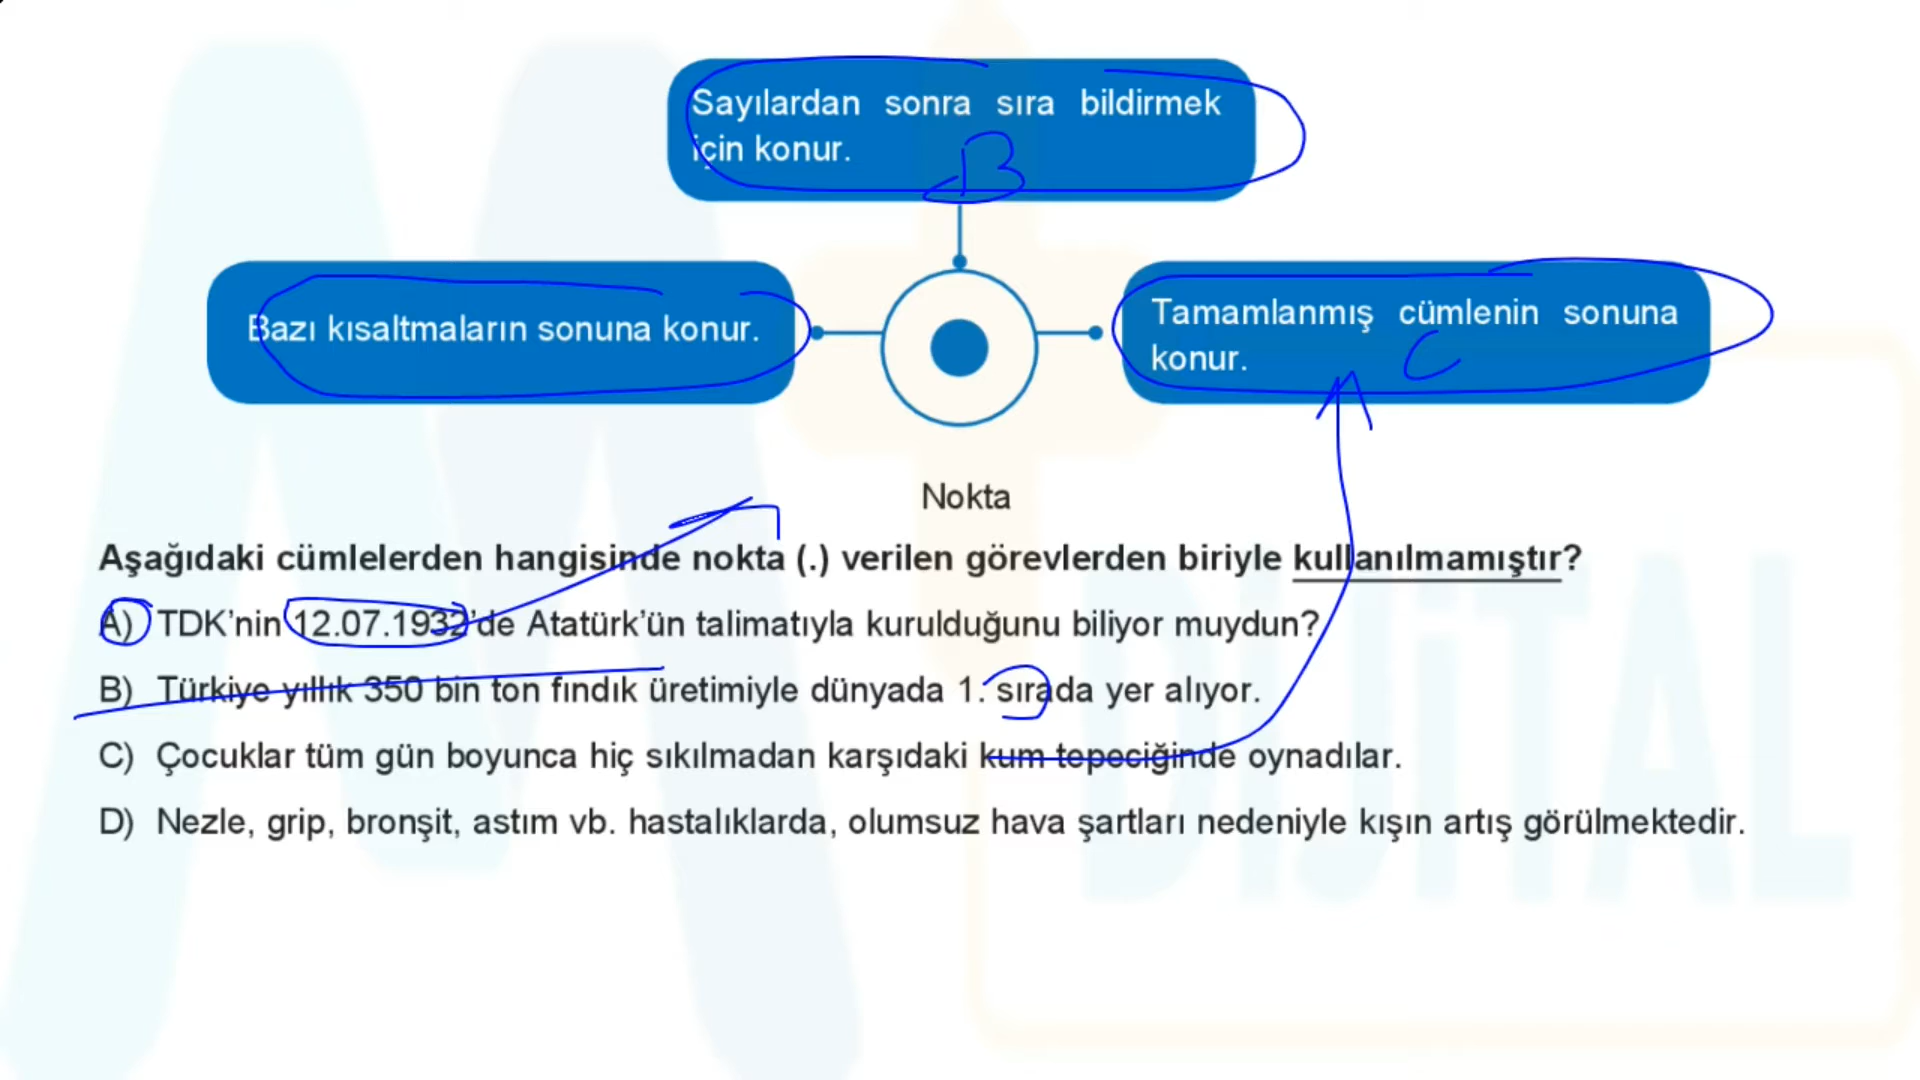 Sayılardan sonra sıra bildirmek
için konur.
B
Bazı kısaltmaların sonuna konur.
Tamamlanmış cümlenin sonuna
konur.
C
Nokta
Aşağıdaki cümlelerden hangisinde nokta (.) verilen görevlerden biriyle kullanılmamıştır?
A) TDK’nin 12.07.1932’de Atatürk’ün talimatıyla kurulduğunu biliyor muydun?
B) Türkiye yıllık 350 bin ton fındık üretimiyle dünyada 1. sırada yer alıyor.
C) Çocuklar tüm gün boyunca hiç sıkılmadan karşıdaki kum tepeciğinde oynadılar.
D) Nezle, grip, bronşit, astım vb. hastalıklarda, olumsuz hava şartları nedeniyle kışın artış görülmektedir.
DİJİTAL